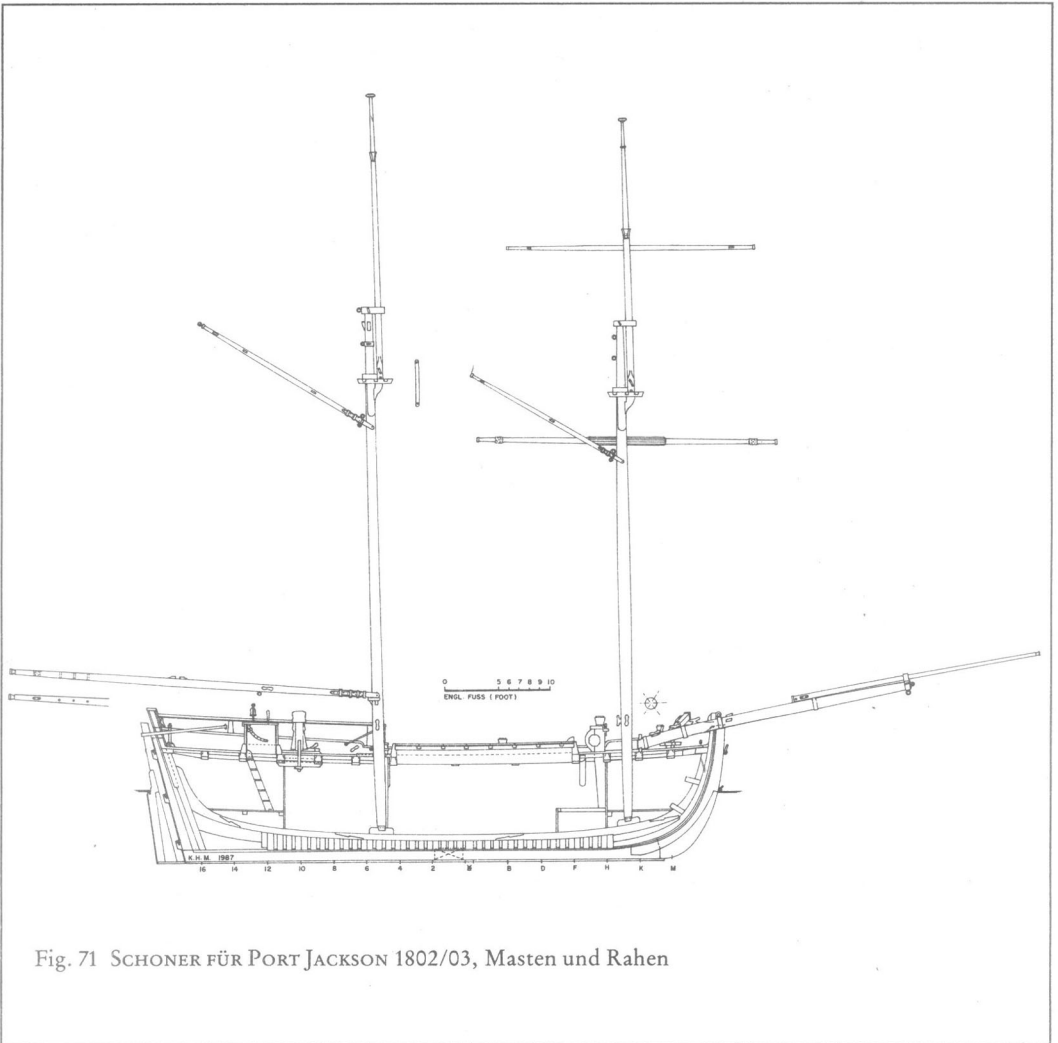 0 5 6 7 8 9 10
ENGL. FUSS (FOOT)
K.H.M. 1987
16 14 12 10 8 6 4 2 B D F H K M
Fig. 71 SCHONER FÜR PORT JACKSON 1802/03, Masten und Rahen